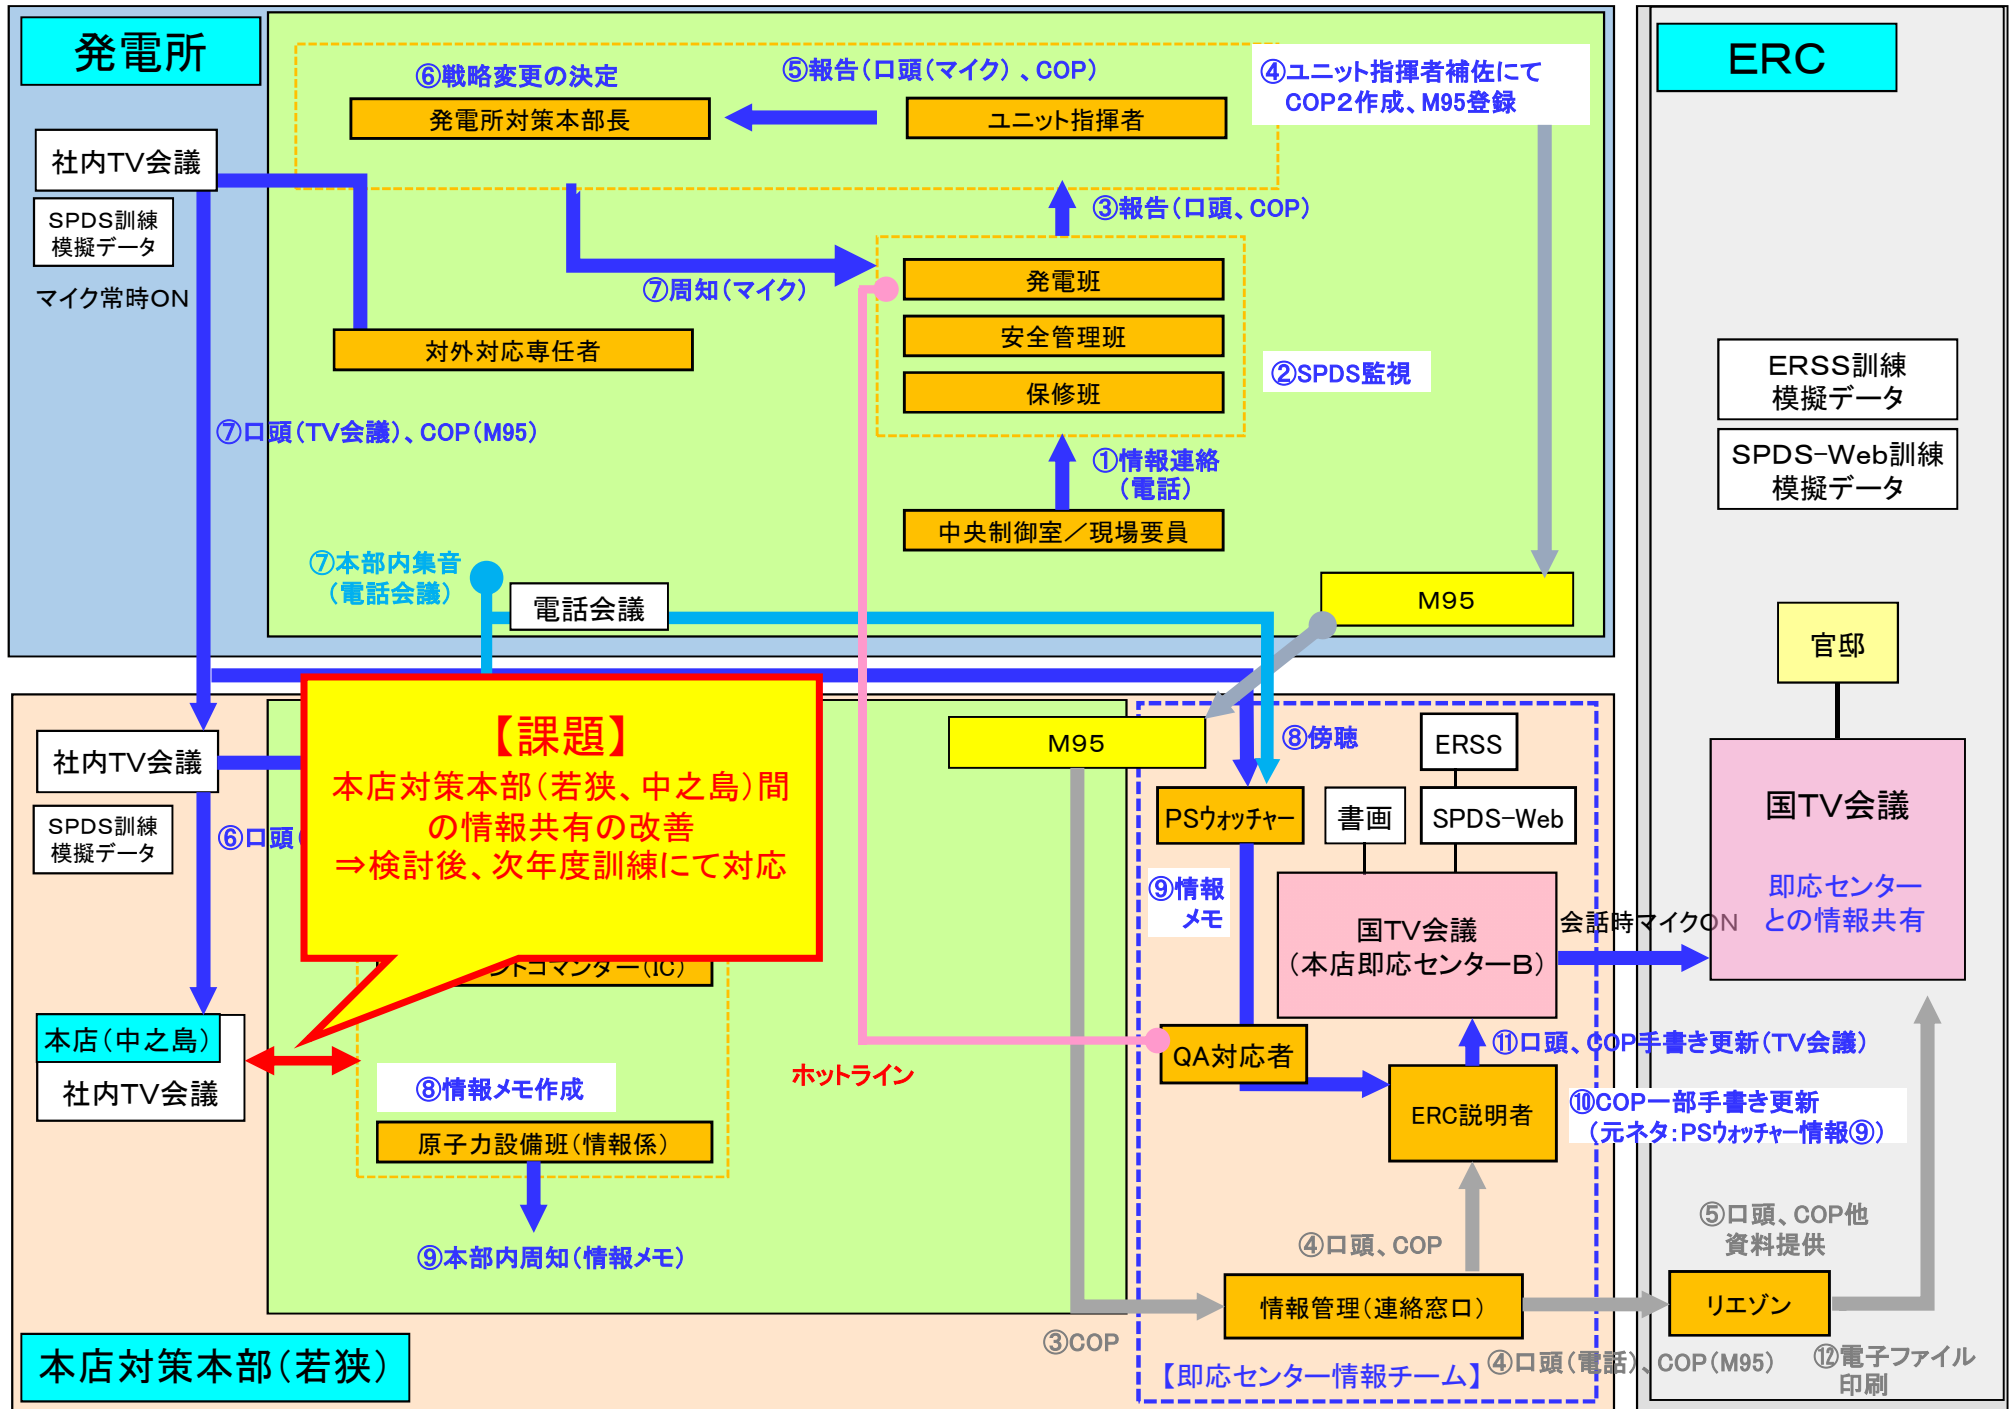 発電所
⑥戦略変更の決定
⑤報告(口頭(マイク)、COP)
④ユニット指揮者補佐にて
COP2作成、M95登録
発電所対策本部長
ユニット指揮者
社内TV会議
SPDS訓練
模擬データ
マイク常時ON
③報告(口頭、COP)
⑦周知(マイク)
発電班
安全管理班
保修班
対外対応専任者
②SPDS監視
⑦口頭(TV会議)、COP(M95)
①情報連絡
(電話)
中央制御室/現場要員
⑦本部内集音
(電話会議)
電話会議
M95
ERC
ERSS訓練
模擬データ
SPDS-Web訓練
模擬データ
官邸
国TV会議
即応センター
との情報共有
社内TV会議
SPDS訓練
模擬データ
⑥口頭(
【課題】
本店対策本部(若狭、中之島)間
の情報共有の改善
⇒検討後、次年度訓練にて対応
M95
⑧傍聴
ERSS
PSウォッチャー
書画
SPDS-Web
⑨情報
メモ
国TV会議
(本店即応センターB)
会話時マイクON
ントコマンダー(IC)
本店(中之島)
社内TV会議
⑧情報メモ作成
原子力設備班(情報係)
⑨本部内周知(情報メモ)
ホットライン
QA対応者
⑪口頭、COP手書き更新(TV会議)
ERC説明者
⑩COP一部手書き更新
(元ネタ:PSウォッチャー情報⑨)
④口頭、COP
⑤口頭、COP他
資料提供
情報管理(連絡窓口)
リエゾン
③COP
④口頭(電話)、COP(M95)
⑫電子ファイル
印刷
【即応センター情報チーム】
本店対策本部(若狭)